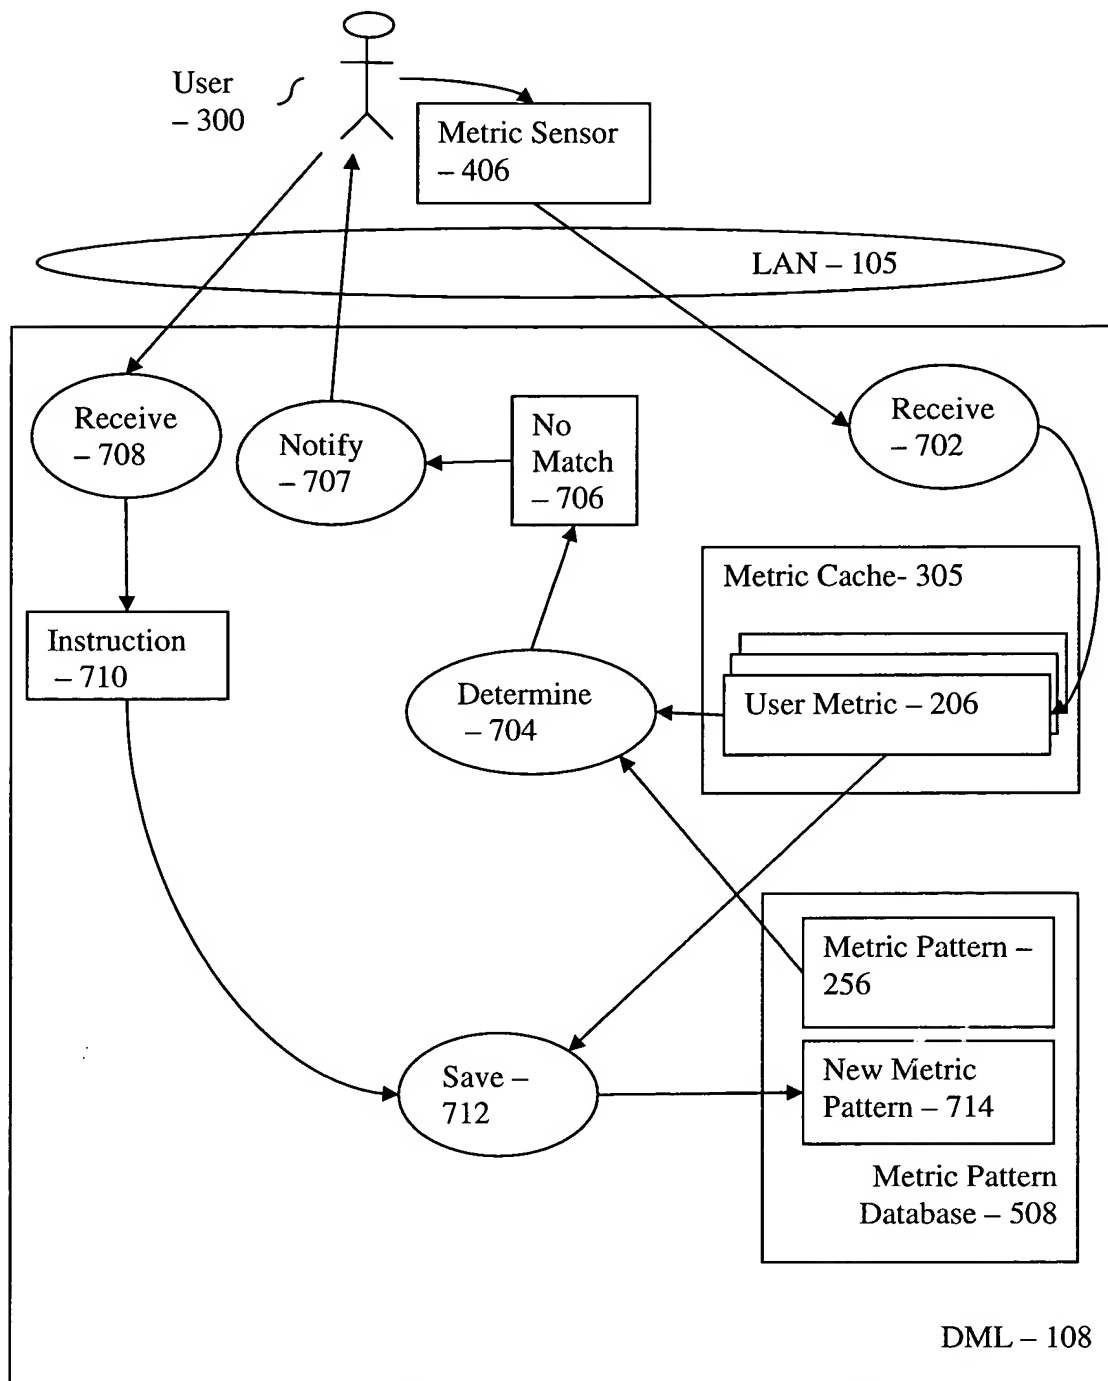 User
– 300
Metric Sensor
– 406
LAN – 105
Receive
– 708
Notify
– 707
No
Match
– 706
Receive
– 702
Metric Cache- 305
User Metric – 206
Instruction
– 710
Determine
– 704
Metric Pattern –
256
Save –
712
New Metric
Pattern – 714
Metric Pattern
Database – 508
DML – 108